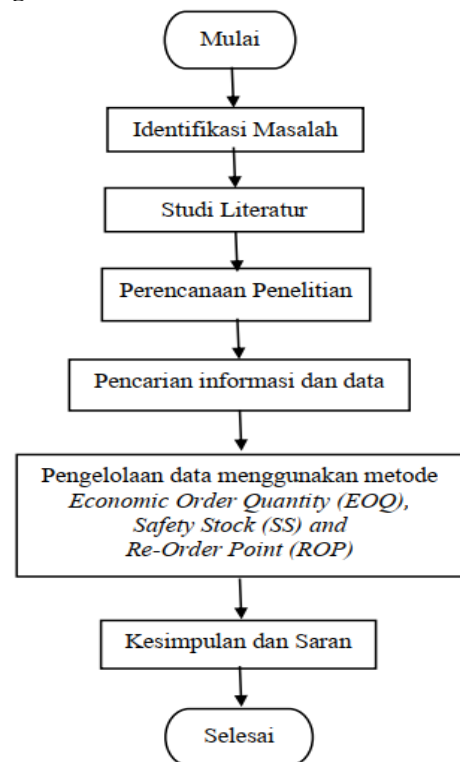 Mulai
Identifikasi Masalah
Studi Literatur
Perencanaan Penelitian
Pencarian informasi dan data
Pengelolaan data menggunakan metode
Economic Order Quantity (EOQ),
Safety Stock (SS) and
Re-Order Point (ROP)
Kesimpulan dan Saran
Selesai